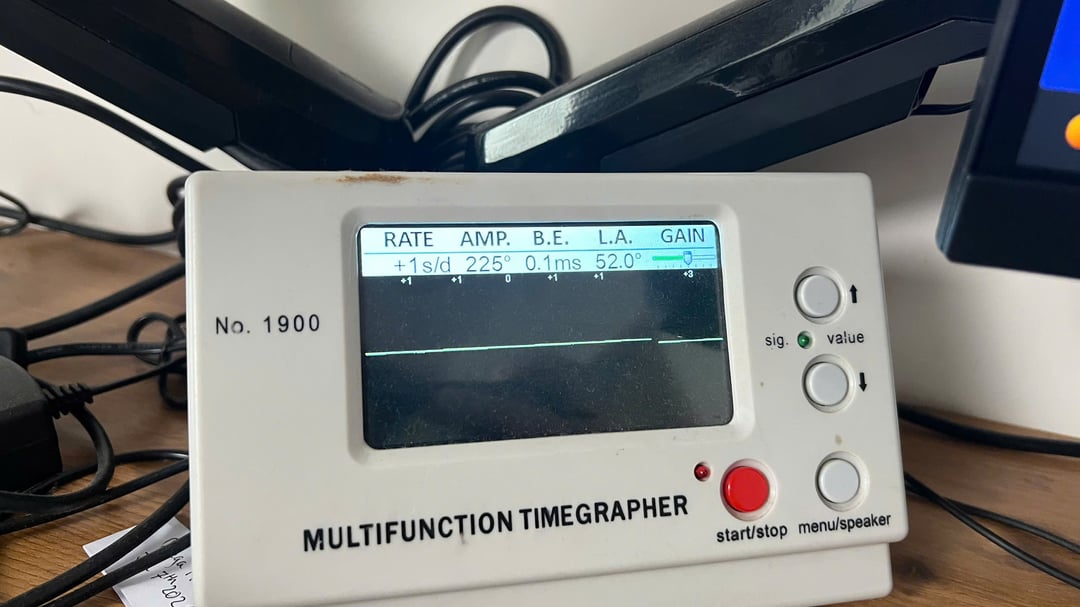 RATE AMP. B.E. L.A. GAIN
+1s/d 225° 0.1ms 52.0°
+1 +1 0 +1 +1 +3
No. 1900
sig. value
MULTIFUNCTION TIMEGRAPHER
start/stop menu/speaker